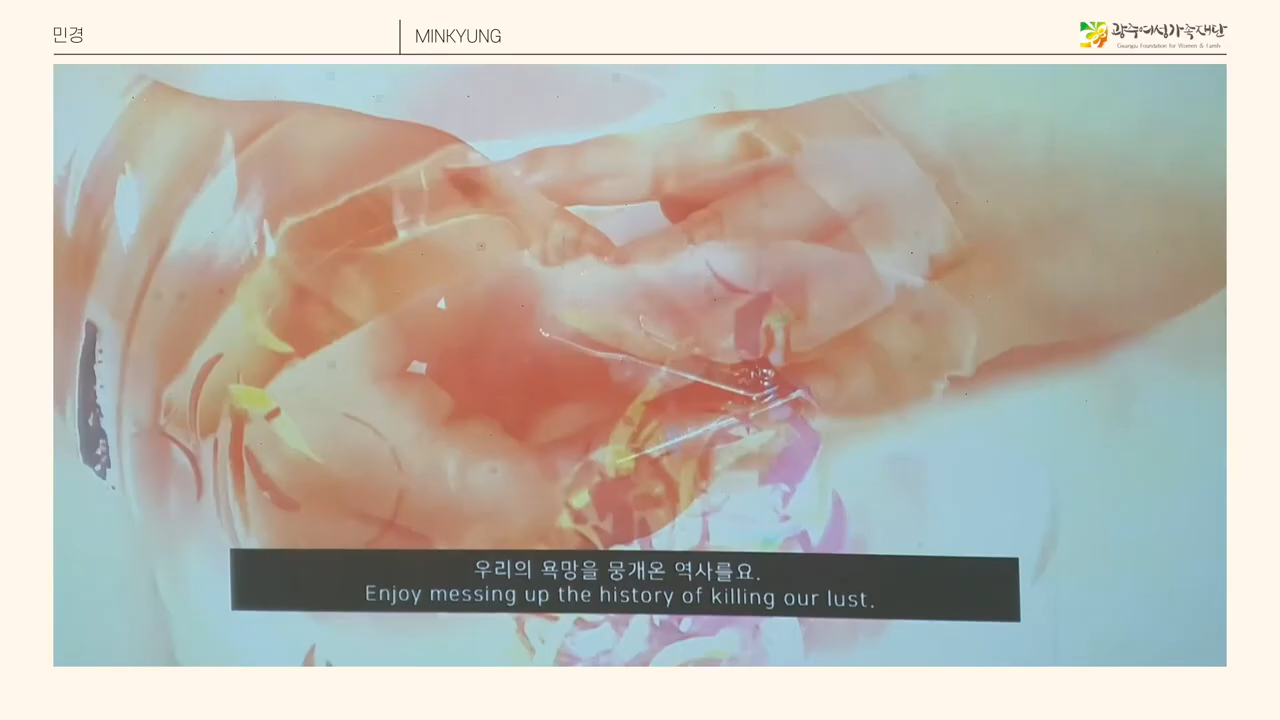 민경
MINKYUNG
광주여성가족재단
Gwangju Foundation for Women & Family
우리의 욕망을 뭉개온 역사를요.
Enjoy messing up the history of killing our lust.